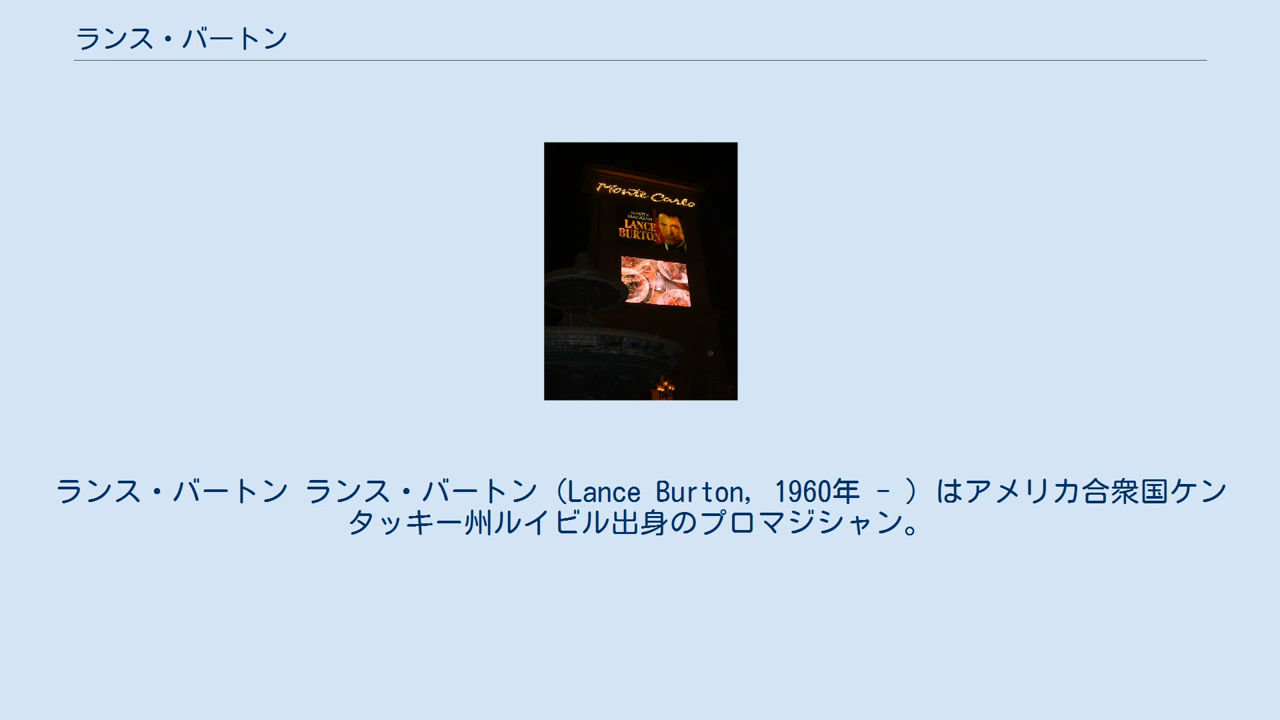 ランス・バートン
Monte Carlo
MASTER
MAGICIAN
LANCE
BURTON
ランス・バートン ランス・バートン（Lance Burton, 1960年 - ）はアメリカ合衆国ケン
タッキー州ルイビル出身のプロマジシャン。